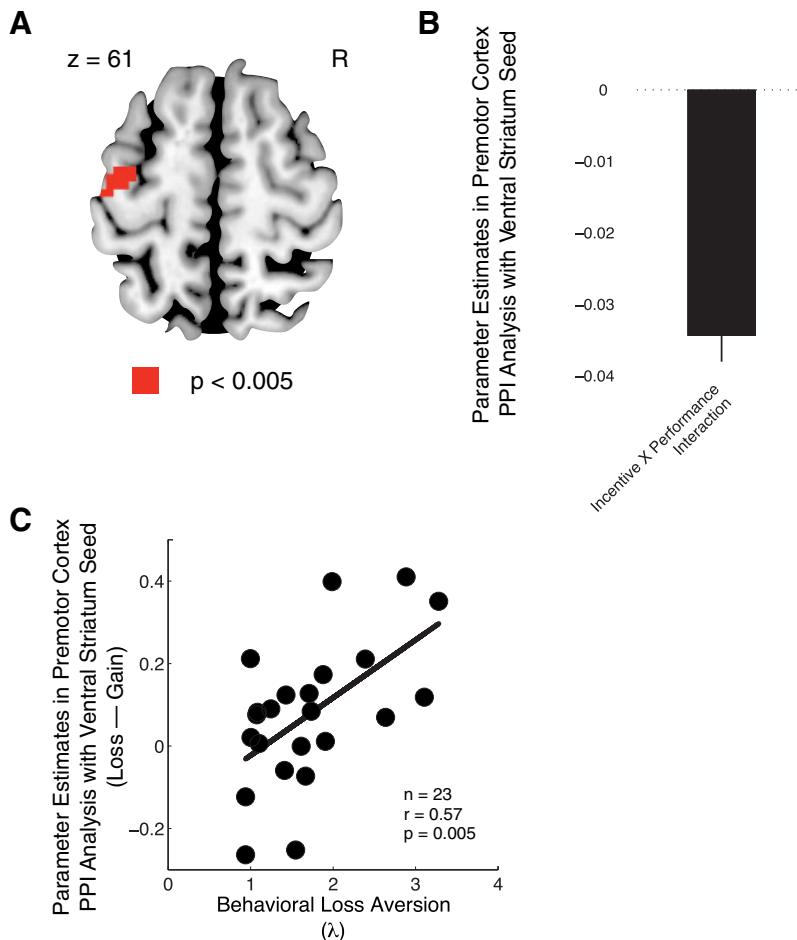 A
z = 61
R
p < 0.005
B
Parameter Estimates in Premotor Cortex
PPI Analysis with Ventral Striatum Seed
0
−0.01
−0.02
−0.03
−0.04
Incentive X Performance
Interaction
C
Parameter Estimates in Premotor Cortex
PPI Analysis with Ventral Striatum Seed
(Loss — Gain)
0.4
0.2
0
−0.2
n = 23
r = 0.57
p = 0.005
0 1 2 3 4
Behavioral Loss Aversion
(λ)